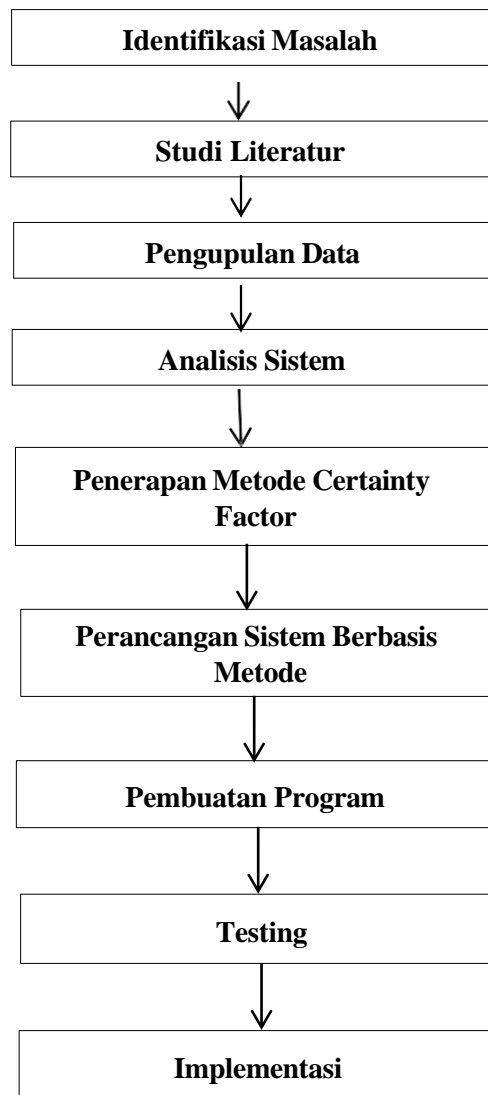 Identifikasi Masalah
Studi Literatur
Pengupulan Data
Analisis Sistem
Penerapan Metode Certainty
Factor
Perancangan Sistem Berbasis
Metode
Pembuatan Program
Testing
Implementasi